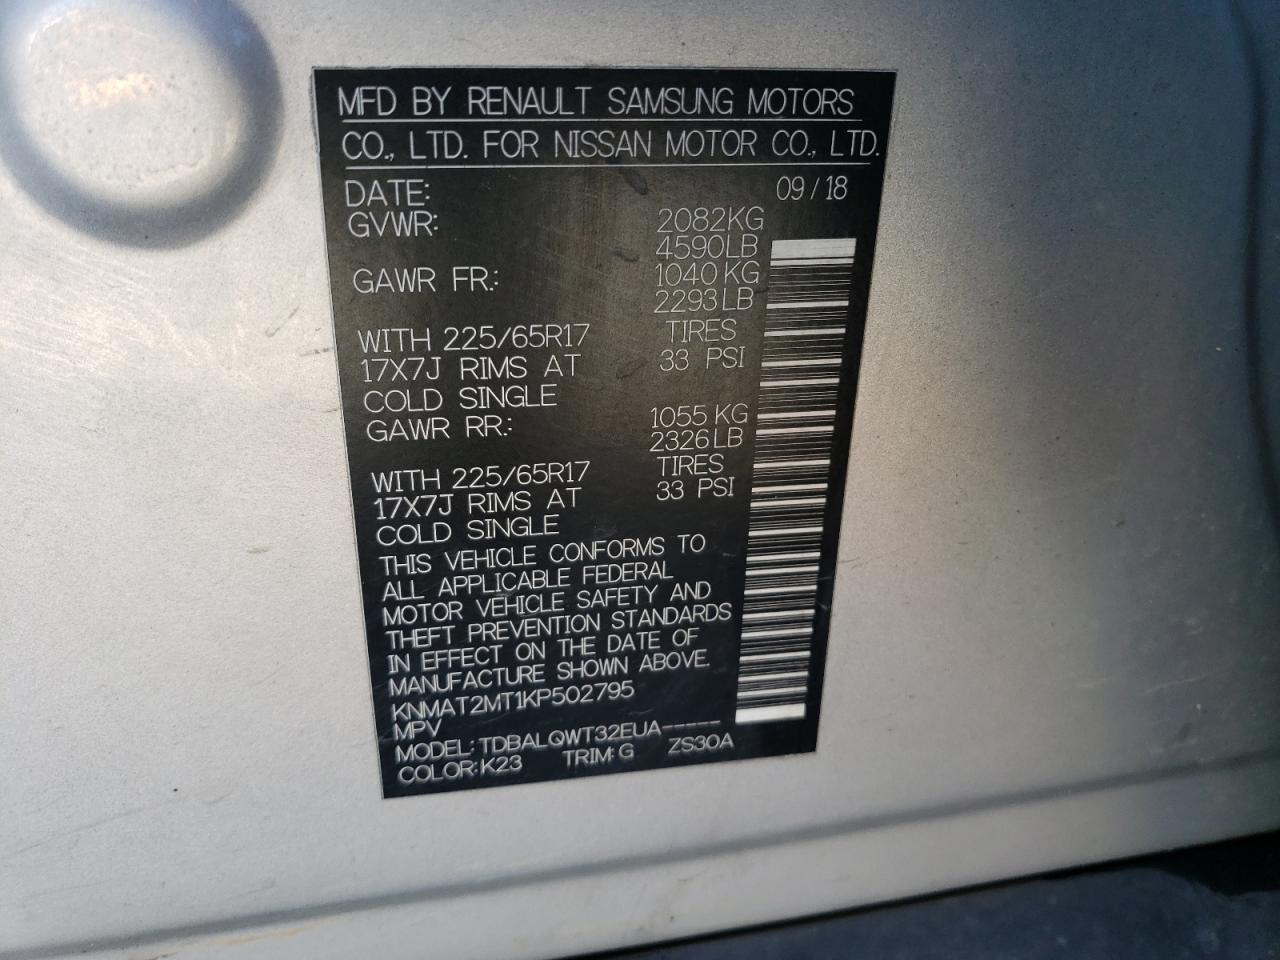 MFD BY RENAULT SAMSUNG MOTORS
CO., LTD. FOR NISSAN MOTOR CO., LTD.
DATE: 09/18
GVWR: 2082KG
4590LB
GAWR FR.: 1040KG
2293LB
WITH 225/65R17 TIRES
17X7J RIMS AT 33 PSI
COLD SINGLE
GAWR RR.: 1055KG
2326LB
WITH 225/65R17 TIRES
17X7J RIMS AT 33 PSI
COLD SINGLE
THIS VEHICLE CONFORMS TO
ALL APPLICABLE FEDERAL
MOTOR VEHICLE SAFETY AND
THEFT PREVENTION STANDARDS
IN EFFECT ON THE DATE OF
MANUFACTURE SHOWN ABOVE.
KNMAT2MT1KP502795
MPV
MODEL: TDBALQWT32EUA-----
COLOR: K23 TRIM: G ZS30A